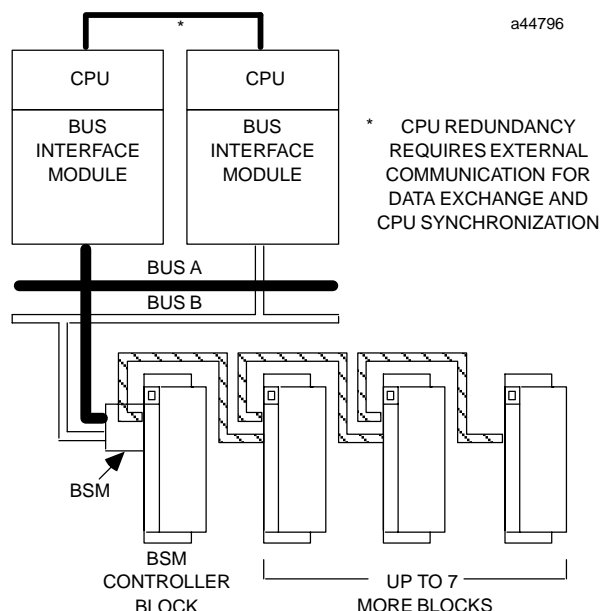 a44796
*
CPU
CPU
BUS
INTERFACE
MODULE
BUS
INTERFACE
MODULE
* CPU REDUNDANCY
REQUIRES EXTERNAL
COMMUNICATION FOR
DATA EXCHANGE AND
CPU SYNCHRONIZATION
BUS A
BUS B
BSM
BSM
CONTROLLER
BLOCK
UP TO 7
MORE BLOCKS